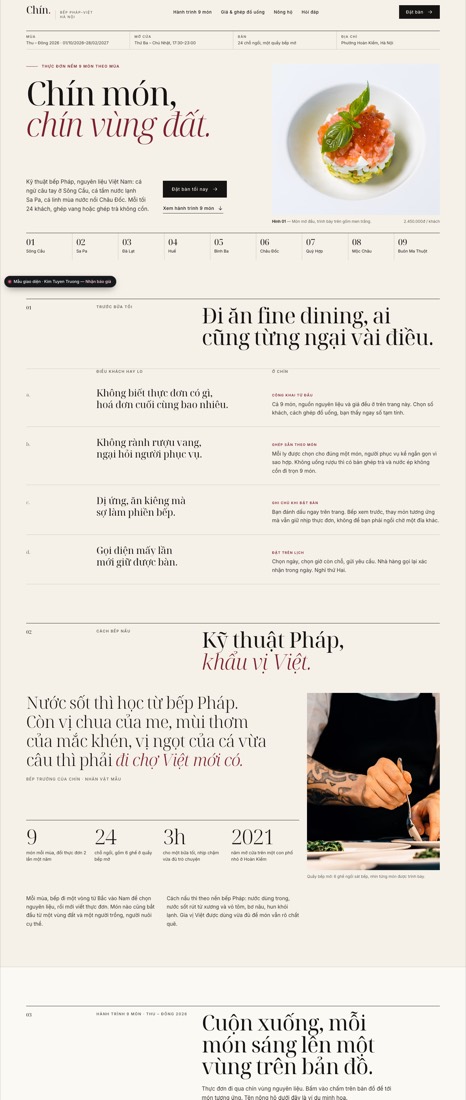 Chín.
BẾP PHÁP-VIỆT
HÀ NỘI
Hành trình 9 món
Giá & ghép đồ uống
Nông hộ
Hỏi đáp
Đặt bàn →
MÙA
Thu – Đông 2026 · 01/10/2026–28/02/2027
MỞ CỬA
Thứ Ba – Chủ Nhật, 17:30–23:00
BÀN
24 chỗ ngồi, một quầy bếp mở
ĐỊA CHỈ
Phường Hoàn Kiếm, Hà Nội
THỰC ĐƠN NẾM 9 MÓN THEO MÙA
Chín món,
chín vùng đất.
Kỹ thuật bếp Pháp, nguyên liệu Việt Nam: cá
ngừ câu tay ở Sông Cầu, cá tầm nước lạnh
Sa Pa, cá linh mùa nước nổi Châu Đốc. Mỗi tối
24 khách, ghép vang hoặc ghép trà không cồn.
Đặt bàn tối nay →
Xem hành trình 9 món ↓
Hình 01 — Món mở đầu, trình bày trên gốm men trắng.
2.450.000đ / khách
01
Sông Cầu
02
Sa Pa
03
Đà Lạt
04
Huế
05
Bình Ba
06
Châu Đốc
07
Quỳ Hợp
08
Mộc Châu
09
Buôn Ma Thuột
Mẫu giao diện · Kim Tuyen Truong — Nhận báo giá
01
TRƯỚC BỮA TỐI
Đi ăn fine dining, ai
cũng từng ngại vài điều.
ĐIỀU KHÁCH HAY LO
Ở CHÍN
a.
Không biết thực đơn có gì,
hoá đơn cuối cùng bao nhiêu.
CÔNG KHAI TỪ ĐẦU
Cả 9 món, nguồn nguyên liệu và giá đều ở trên trang này. Chọn số
khách, cách ghép đồ uống, bạn thấy ngay số tạm tính.
b.
Không rành rượu vang,
ngại hỏi người phục vụ.
GHÉP SẴN THEO MÓN
Mỗi ly được chọn cho đúng một món, người phục vụ kể ngắn gọn vì
sao hợp. Không uống rượu thì có bản ghép trà và nước ép không
cồn đi trọn 9 món.
c.
Dị ứng, ăn kiêng mà
sợ làm phiền bếp.
GHI CHÚ KHI ĐẶT BÀN
Bạn đánh dấu ngay trên trang. Bếp xem trước, thay món tương ứng
mà vẫn giữ nhịp thực đơn, không để bạn phải ngồi chờ một đĩa khác.
d.
Gọi điện mấy lần
mới giữ được bàn.
ĐẶT TRÊN LỊCH
Chọn ngày, chọn giờ còn chỗ, gửi yêu cầu. Nhà hàng gọi lại xác
nhận trong ngày. Nghỉ thứ Hai.
02
CÁCH BẾP NẤU
Kỹ thuật Pháp,
khẩu vị Việt.
Nước sốt thì học từ bếp Pháp.
Còn vị chua của me, mùi thơm
của mắc khén, vị ngọt của cá vừa
câu thì phải đi chợ Việt mới có.
BẾP TRƯỞNG CỦA CHÍN · NHÂN VẬT MẪU
9
món mỗi mùa, đổi thực đơn 2
lần một năm
24
chỗ ngồi, gồm 6 ghế ở quầy
bếp mở
3h
cho một bữa tối, nhịp chậm
vừa đủ trò chuyện
2021
năm mở cửa trên một con phố
nhỏ ở Hoàn Kiếm
Quầy bếp mở: 6 ghế ngồi sát bếp, nhìn từng món được trình bày.
Mỗi mùa, bếp đi một vòng từ Bắc vào Nam để chọn
nguyên liệu, rồi mới viết thực đơn. Món nào cũng bắt
đầu từ một vùng đất và một người trồng, người nuôi
cụ thể.
Cách nấu thì theo nền bếp Pháp: nước dùng trong,
nước sốt rút từ xương và vỏ tôm, bơ nâu, hun khói
lạnh. Gia vị Việt được dùng vừa đủ để món vẫn rõ chất
quê.
03
HÀNH TRÌNH 9 MÓN · THU – ĐÔNG 2026
Cuộn xuống, mỗi
món sáng lên một
vùng trên bản đồ.
Thực đơn đi qua chín vùng nguyên liệu. Bấm vào chấm trên bản đồ để tới
món tương ứng. Tên nông hộ dưới đây là ví dụ minh hoạ.